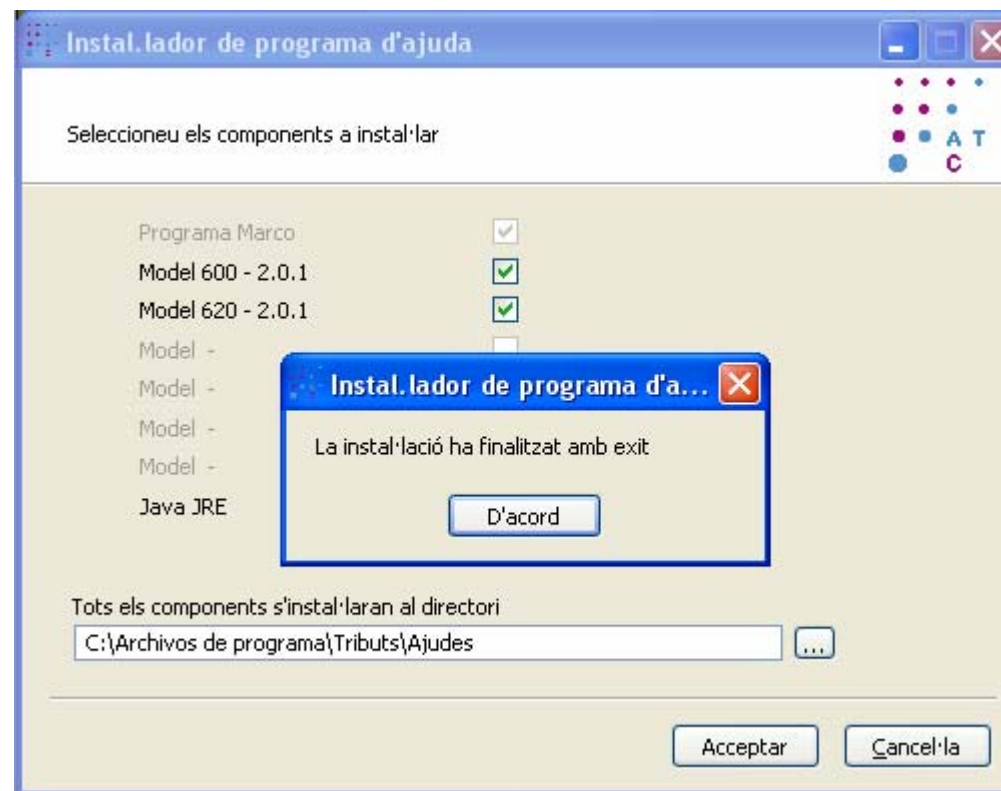 Instal.lador de programa d'ajuda
Seleccioneu els components a instal·lar
A T
C
Programa Marco
Model 600 - 2.0.1
Model 620 - 2.0.1
Model -
Model -
Model -
Model -
Java JRE
Instal.lador de programa d'a...
La instal·lació ha finalitzat amb exit
D'acord
Tots els components s'instal·laran al directori
C:\Archivos de programa\Tributs\Ajudes
...
Acceptar
Cancel·la